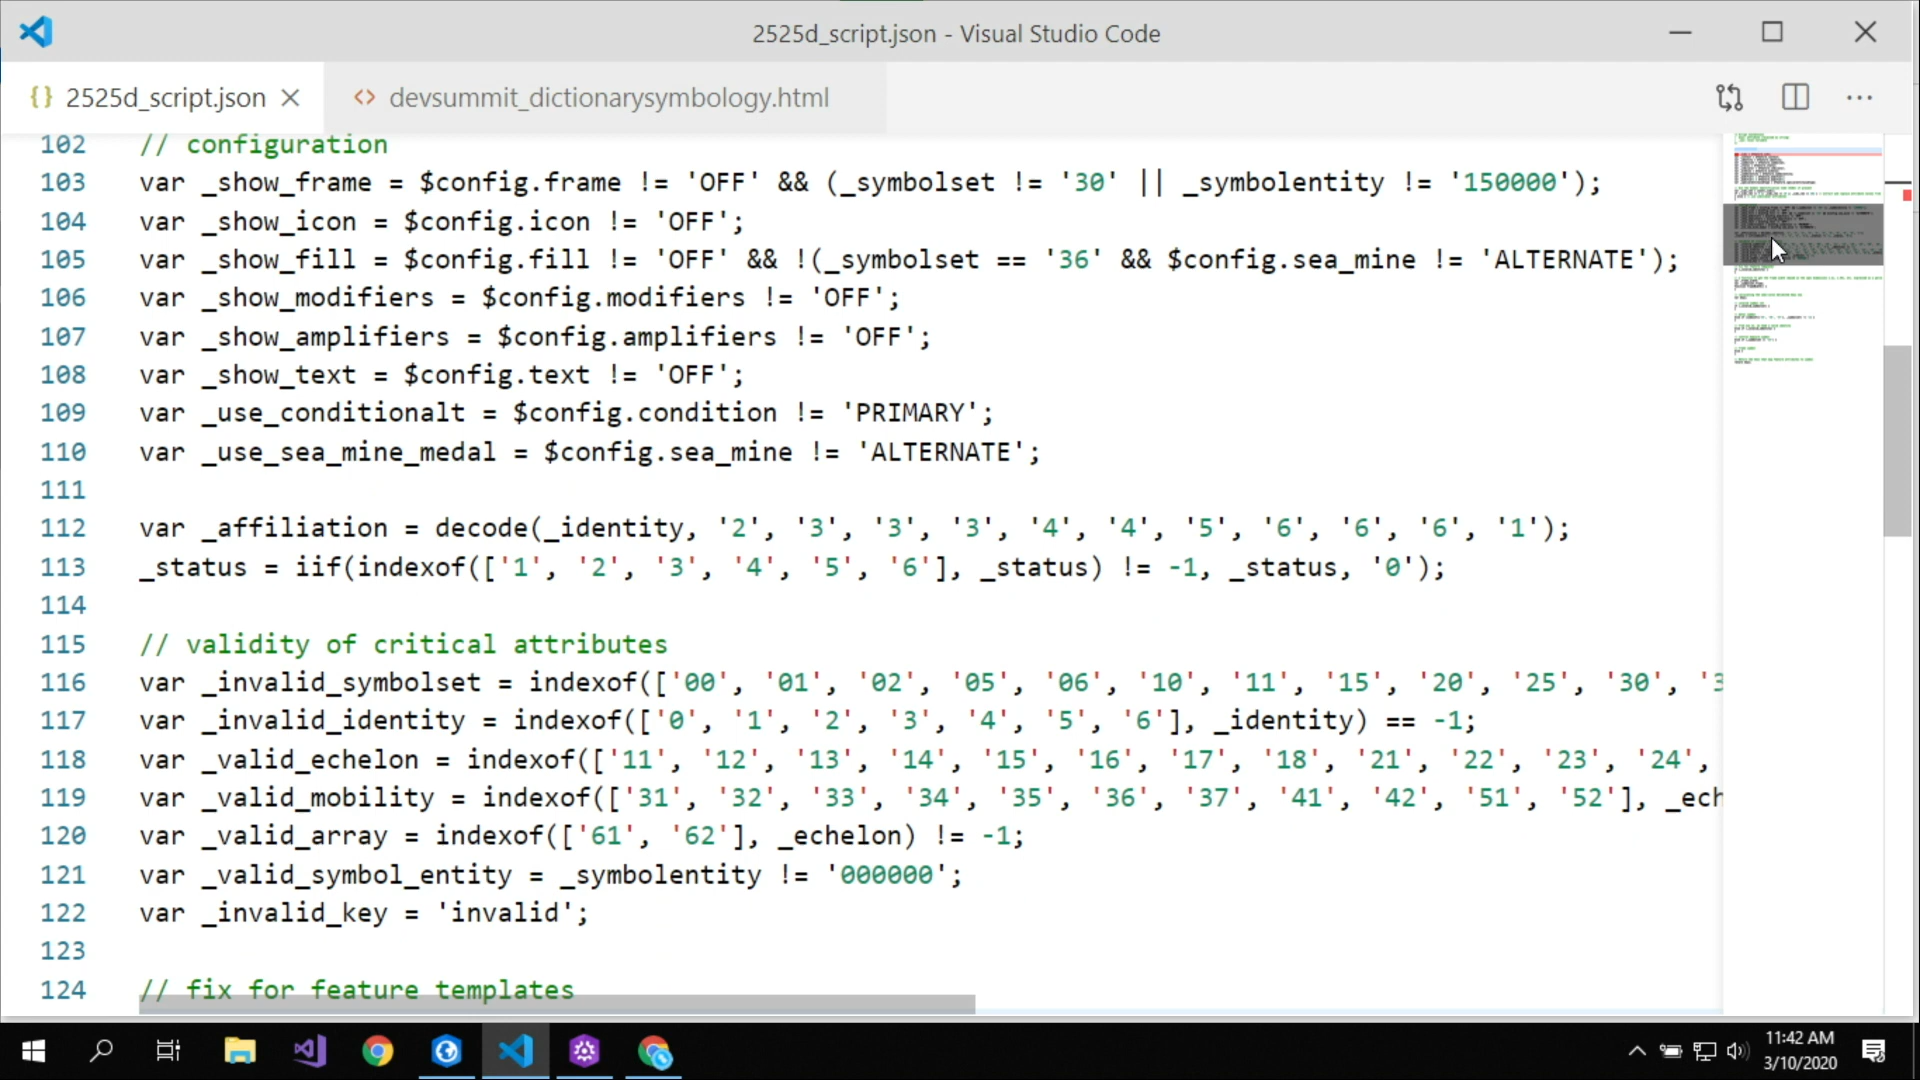 2525d_script.json - Visual Studio Code
{} 2525d_script.json
<> devsummit_dictionarysymbology.html
102 // configuration
103 var _show_frame = $config.frame != 'OFF' && (_symbolset != '30' || _symbolentity != '150000');
104 var _show_icon = $config.icon != 'OFF';
105 var _show_fill = $config.fill != 'OFF' && !(_symbolset == '36' && $config.sea_mine != 'ALTERNATE');
106 var _show_modifiers = $config.modifiers != 'OFF';
107 var _show_amplifiers = $config.amplifiers != 'OFF';
108 var _show_text = $config.text != 'OFF';
109 var _use_conditionalt = $config.condition != 'PRIMARY';
110 var _use_sea_mine_medal = $config.sea_mine != 'ALTERNATE';
111
112 var _affiliation = decode(_identity, '2', '3', '3', '3', '4', '4', '5', '6', '6', '6', '1');
113 _status = iif(indexof(['1', '2', '3', '4', '5', '6'], _status) != -1, _status, '0');
114
115 // validity of critical attributes
116 var _invalid_symbolset = indexof(['00', '01', '02', '05', '06', '10', '11', '15', '20', '25', '30', '3
117 var _invalid_identity = indexof(['0', '1', '2', '3', '4', '5', '6'], _identity) == -1;
118 var _valid_echelon = indexof(['11', '12', '13', '14', '15', '16', '17', '18', '21', '22', '23', '24',
119 var _valid_mobility = indexof(['31', '32', '33', '34', '35', '36', '37', '41', '42', '51', '52'], _ech
120 var _valid_array = indexof(['61', '62'], _echelon) != -1;
121 var _valid_symbol_entity = _symbolentity != '000000';
122 var _invalid_key = 'invalid';
123
124 // fix for feature templates
11:42 AM
3/10/2020